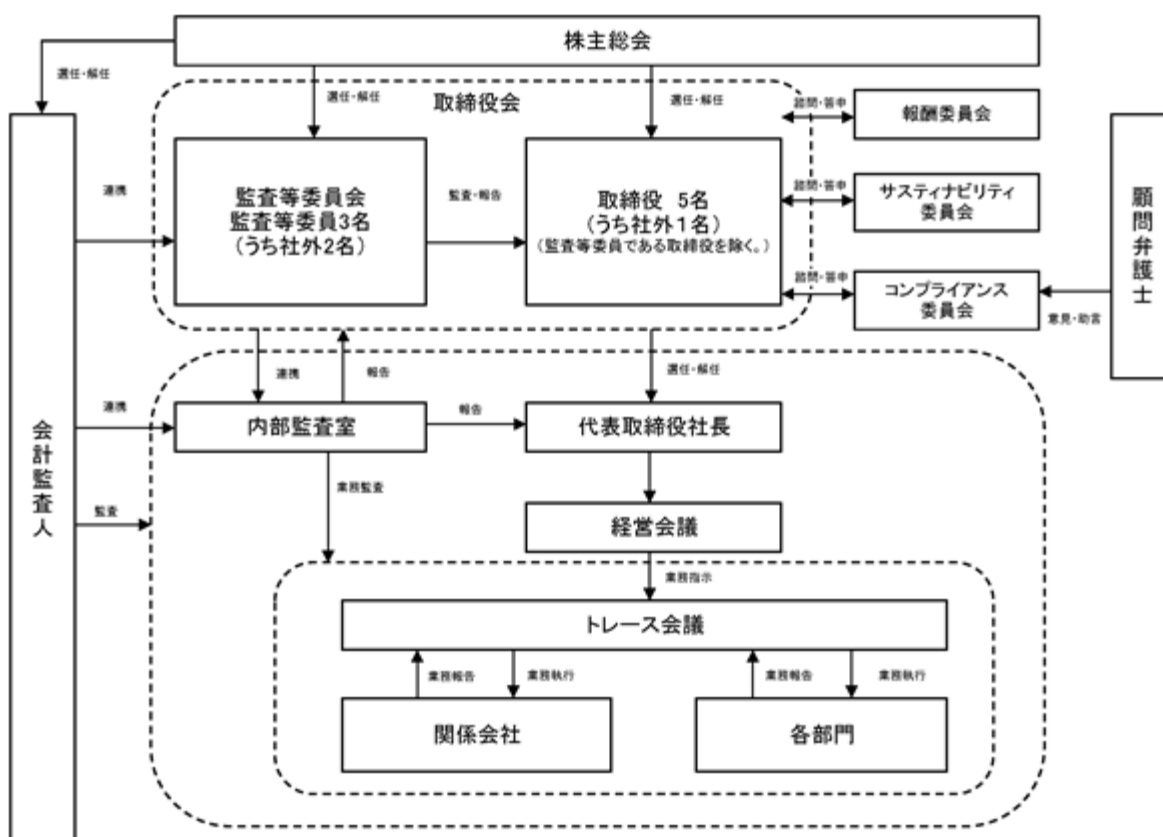 株主総会
選任・解任
選任・解任
選任・解任
取締役会
諮問・答申
報酬委員会
監査等委員会
監査等委員3名
(うち社外2名)
監査・報告
取締役 5名
(うち社外1名)
(監査等委員である取締役を除く。)
連携
諮問・答申
サスティナビリティ
委員会
諮問・答申
コンプライアンス
委員会
意見・助言
顧問弁護士
連携
報告
選任・解任
連携
内部監査室
報告
代表取締役社長
会計監査人
監査
業務監査
経営会議
業務指示
トレース会議
業務報告
業務執行
業務報告
業務執行
関係会社
各部門